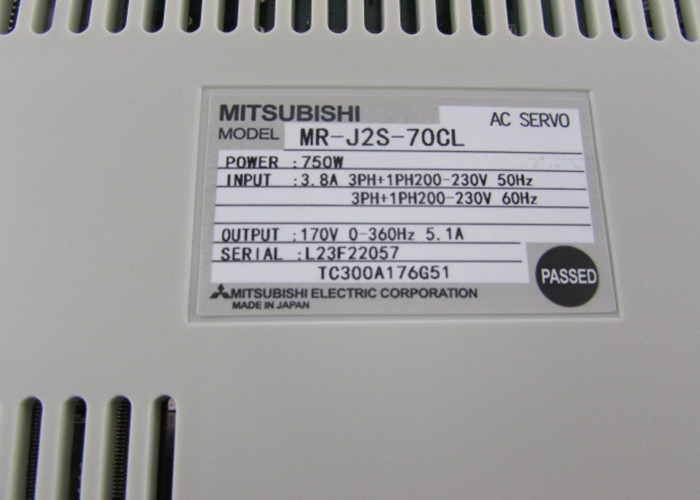 MITSUBISHI
AC SERVO
MODEL MR-J2S-70CL
POWER :750W
INPUT :3.8A 3PH+1PH200-230V 50Hz
3PH+1PH200-230V 60Hz
OUTPUT :170V 0-360Hz 5.1A
SERIAL :L23F22057
TC300A176G51
PASSED
MITSUBISHI ELECTRIC CORPORATION
MADE IN JAPAN